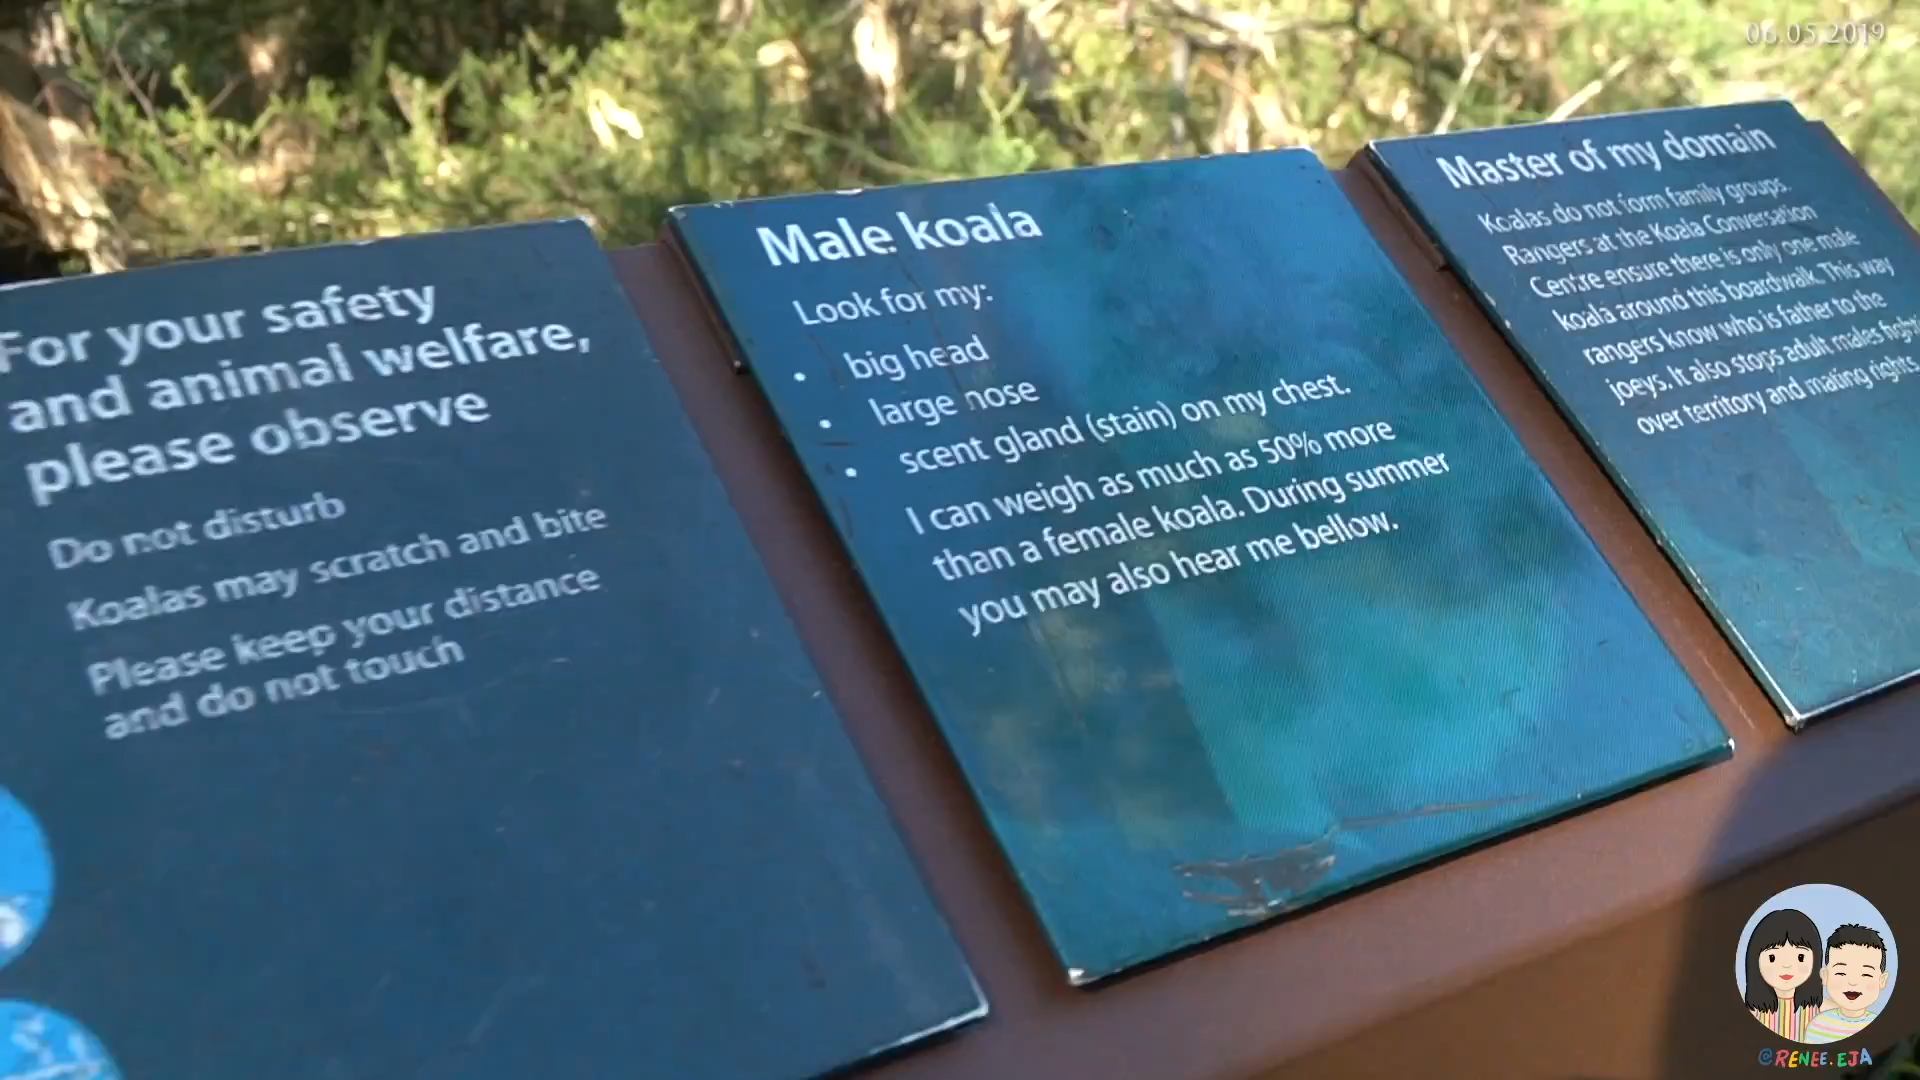 06.05.2019
For your safety
and animal welfare,
please observe
Do not disturb
Koalas may scratch and bite
Please keep your distance
and do not touch
Male koala
Look for my:
• big head
• large nose
• scent gland (stain) on my chest.
I can weigh as much as 50% more
than a female koala. During summer
you may also hear me bellow.
Master of my domain
Koalas do not form family groups.
Rangers at the Koala Conversation
Centre ensure there is only one male
koala around this boardwalk. This way
rangers know who is father to the
joeys. It also stops adult males fighti
over territory and mating rights.
@RENEE.EJA